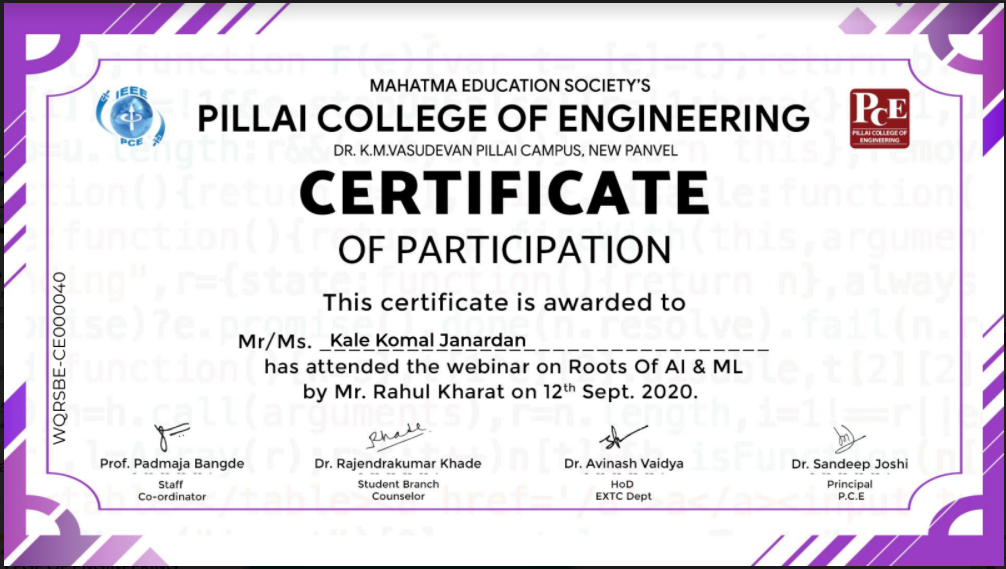 IEEE
PCE
MAHATMA EDUCATION SOCIETY'S
PILLAI COLLEGE OF ENGINEERING
DR. K.M.VASUDEVAN PILLAI CAMPUS, NEW PANVEL
PCE
PILLAI COLLEGE OF
ENGINEERING
CERTIFICATE
OF PARTICIPATION
This certificate is awarded to
Mr/Ms. Kale Komal Janardan
has attended the webinar on Roots Of AI & ML
by Mr. Rahul Kharat on 12th Sept. 2020.
WQRSBE-CE000040
Prof. Padmaja Bangde
Staff
Co-ordinator
Dr. Rajendrakumar Khade
Student Branch
Counselor
Dr. Avinash Vaidya
HoD
EXTC Dept
Dr. Sandeep Joshi
Principal
P.C.E